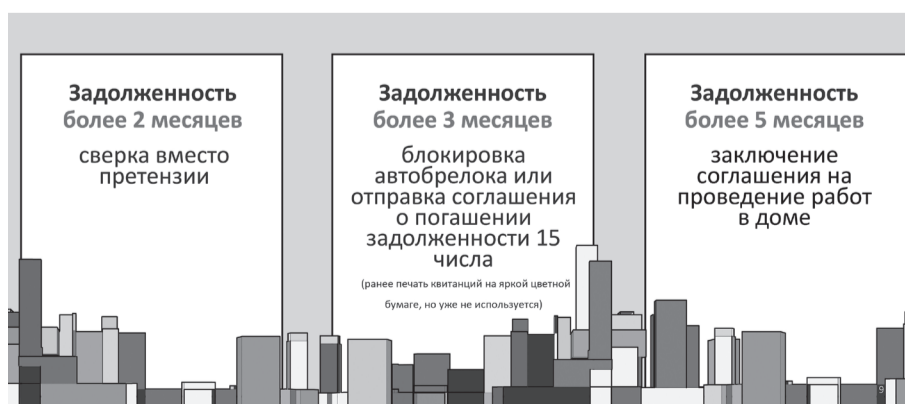 Задолженность
более 2 месяцев
сверка вместо
претензии
Задолженность
более 3 месяцев
блокировка
автобрелока или
отправка соглашения
о погашении
задолженности 15
числа
(ранее печать квитанций на яркой цветной
бумаге, но уже не используется)
Задолженность
более 5 месяцев
заключение
соглашения на
проведение работ
в доме
9